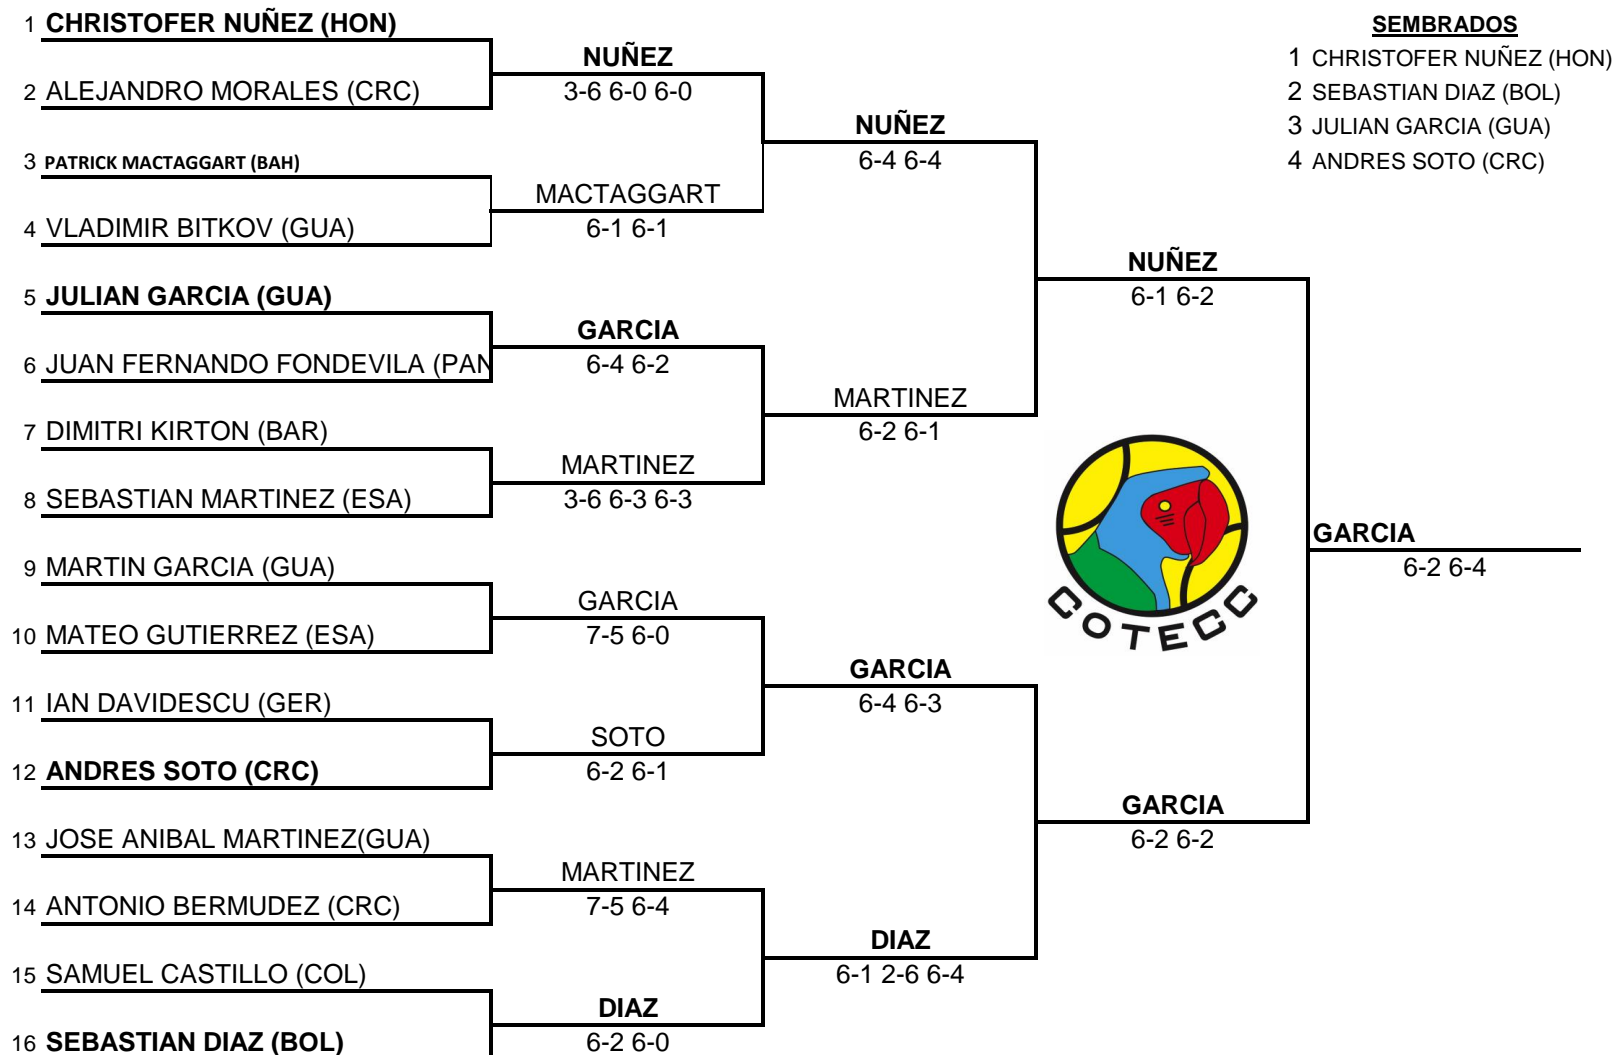 1 CHRISTOFER NUÑEZ (HON)
2 ALEJANDRO MORALES (CRC)
3 PATRICK MACTAGGART (BAH)
4 VLADIMIR BITKOV (GUA)
5 JULIAN GARCIA (GUA)
6 JUAN FERNANDO FONDEVILA (PAN
7 DIMITRI KIRTON (BAR)
8 SEBASTIAN MARTINEZ (ESA)
9 MARTIN GARCIA (GUA)
10 MATEO GUTIERREZ (ESA)
11 IAN DAVIDESCU (GER)
12 ANDRES SOTO (CRC)
13 JOSE ANIBAL MARTINEZ(GUA)
14 ANTONIO BERMUDEZ (CRC)
15 SAMUEL CASTILLO (COL)
16 SEBASTIAN DIAZ (BOL)
NUÑEZ
3-6 6-0 6-0
MACTAGGART
6-1 6-1
GARCIA
6-4 6-2
MARTINEZ
3-6 6-3 6-3
GARCIA
7-5 6-0
SOTO
6-2 6-1
MARTINEZ
7-5 6-4
DIAZ
6-2 6-0
NUÑEZ
6-4 6-4
MARTINEZ
6-2 6-1
GARCIA
6-4 6-3
DIAZ
6-1 2-6 6-4
NUÑEZ
6-1 6-2
GARCIA
6-2 6-2
GARCIA
6-2 6-4
SEMBRADOS
1 CHRISTOFER NUÑEZ (HON)
2 SEBASTIAN DIAZ (BOL)
3 JULIAN GARCIA (GUA)
4 ANDRES SOTO (CRC)
COTECC